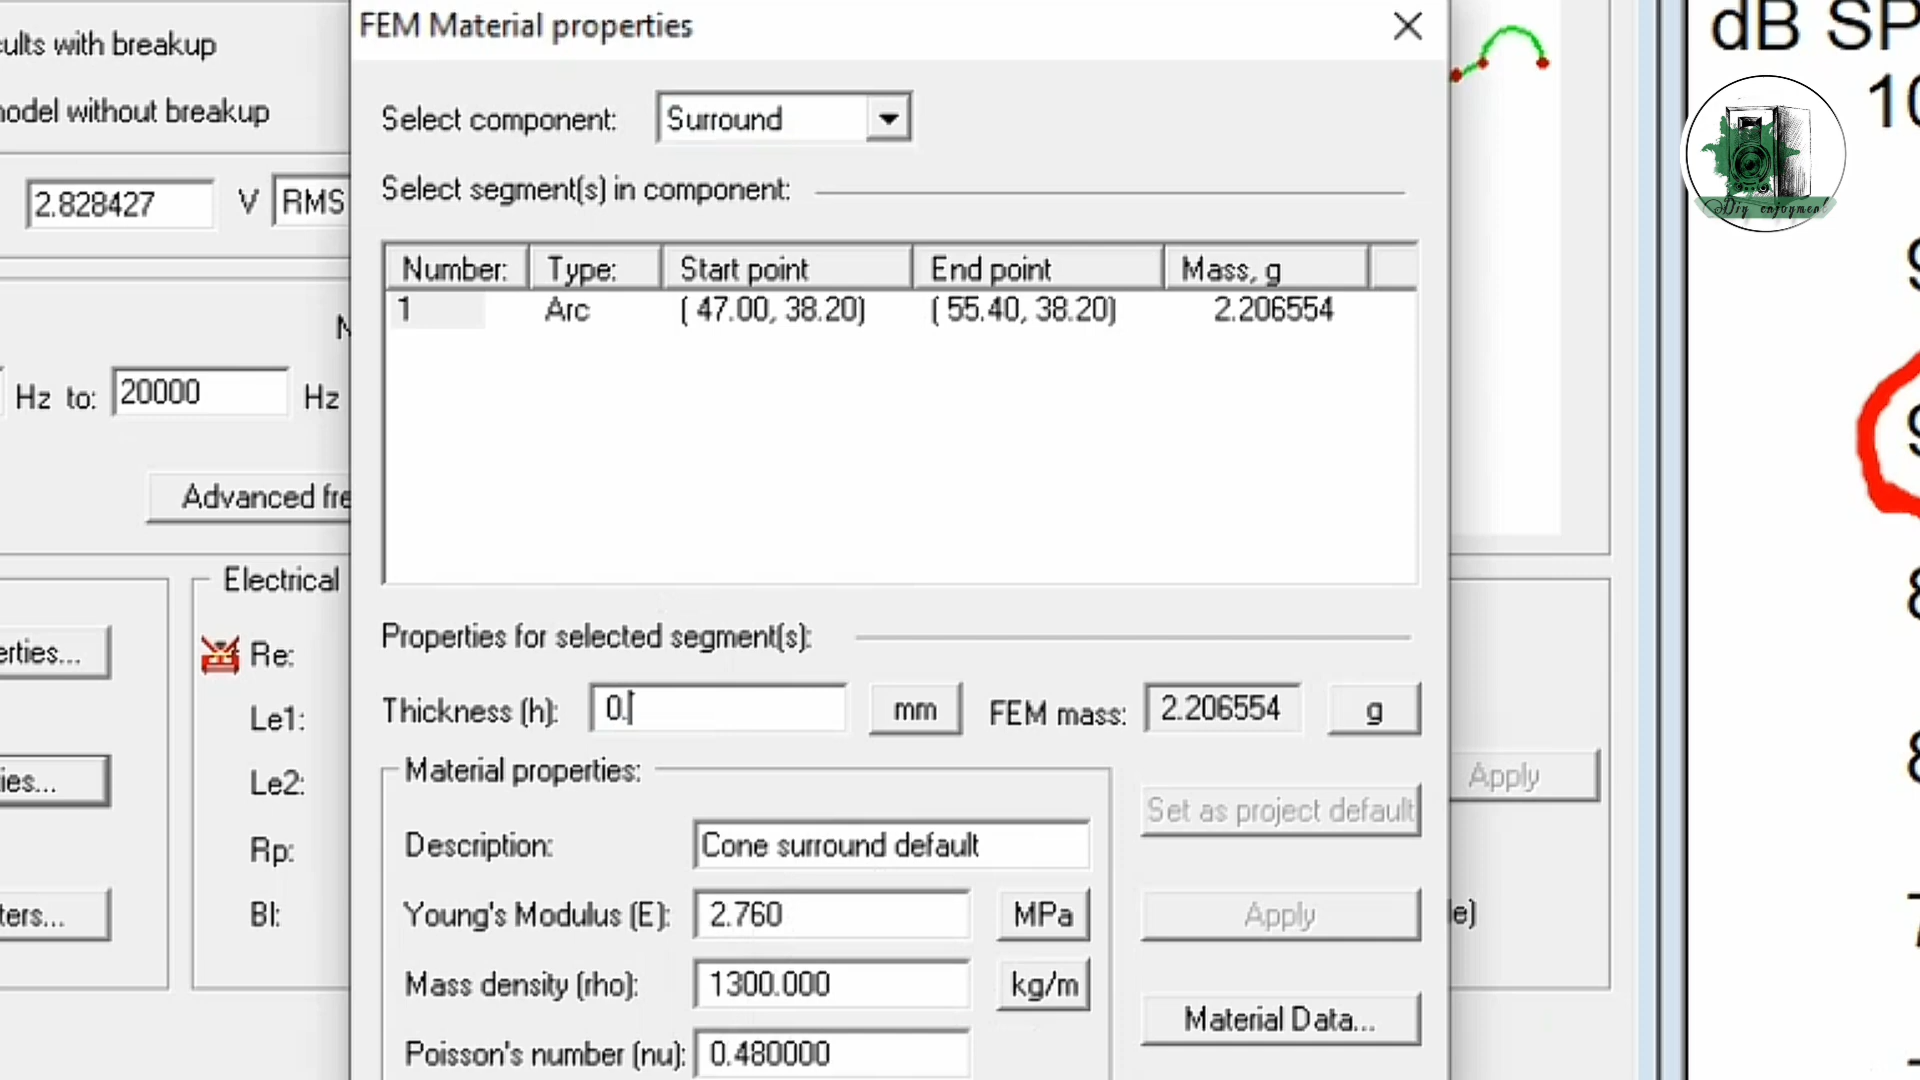 FEM Material properties
ults with breakup
model without breakup
Select component: Surround
2.828427 V RMS
Select segment(s) in component:
Number: Type: Start point End point Mass, g
1 Arc ( 47.00, 38.20) ( 55.40, 38.20) 2.206554
Hz to: 20000 Hz
Advanced fre
Electrical
Properties for selected segment(s):
erties...
Re:
Thickness (h): 0. mm FEM mass: 2.206554 g
Le1:
Le2:
Material properties:
Set as project default
Apply
Description: Cone surround default
Rp:
ies...
Young's Modulus (E): 2.760 MPa
Apply
Bl:
ters...
le)
Mass density (rho): 1300.000 kg/m
Material Data...
Poisson's number (nu): 0.480000
dB SP
10
Diy enjoyment